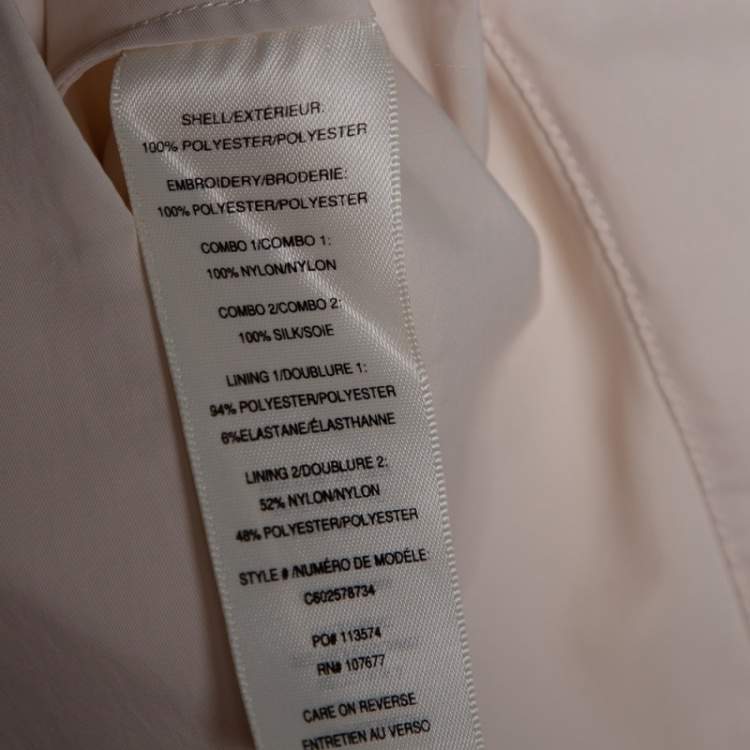 SHELL/EXTÉRIEUR:
100% POLYESTER/POLYESTER
EMBROIDERY/BRODERIE:
100% POLYESTER/POLYESTER
COMBO 1/COMBO 1:
100% NYLON/NYLON
COMBO 2/COMBO 2:
100% SILK/SOIE
LINING 1/DOUBLURE 1:
94% POLYESTER/POLYESTER
6%ELASTANE/ÉLASTHANNE
LINING 2/DOUBLURE 2:
52% NYLON/NYLON
48% POLYESTER/POLYESTER
STYLE # /NUMÉRO DE MODÉLE:
C602578734
PO# 113574
RN# 107677
CARE ON REVERSE
ENTRETIEN AU VERSO